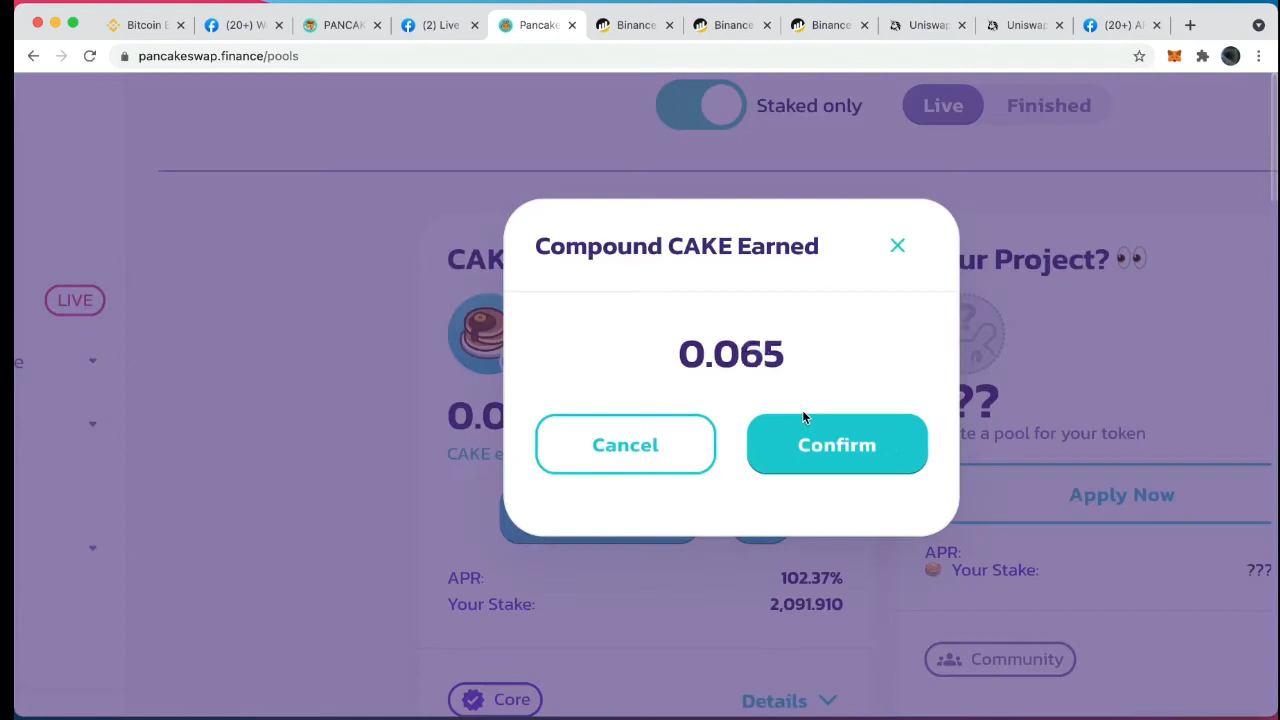 Bitcoin E
(20+) W
PANCAK
(2) Live
Pancake
Binance
Binance
Binance
Uniswap
Uniswap
(20+) A
pancakeswap.finance/pools
Staked only
Live
Finished
Compound CAKE Earned
CAK
ur Project? 👀
LIVE
0.065
e
0.0
??
CAKE e
te a pool for your token
Cancel
Confirm
Apply Now
APR:
102.37%
Your Stake:
2,091.910
APR:
Your Stake:
???
Core
Details
Community